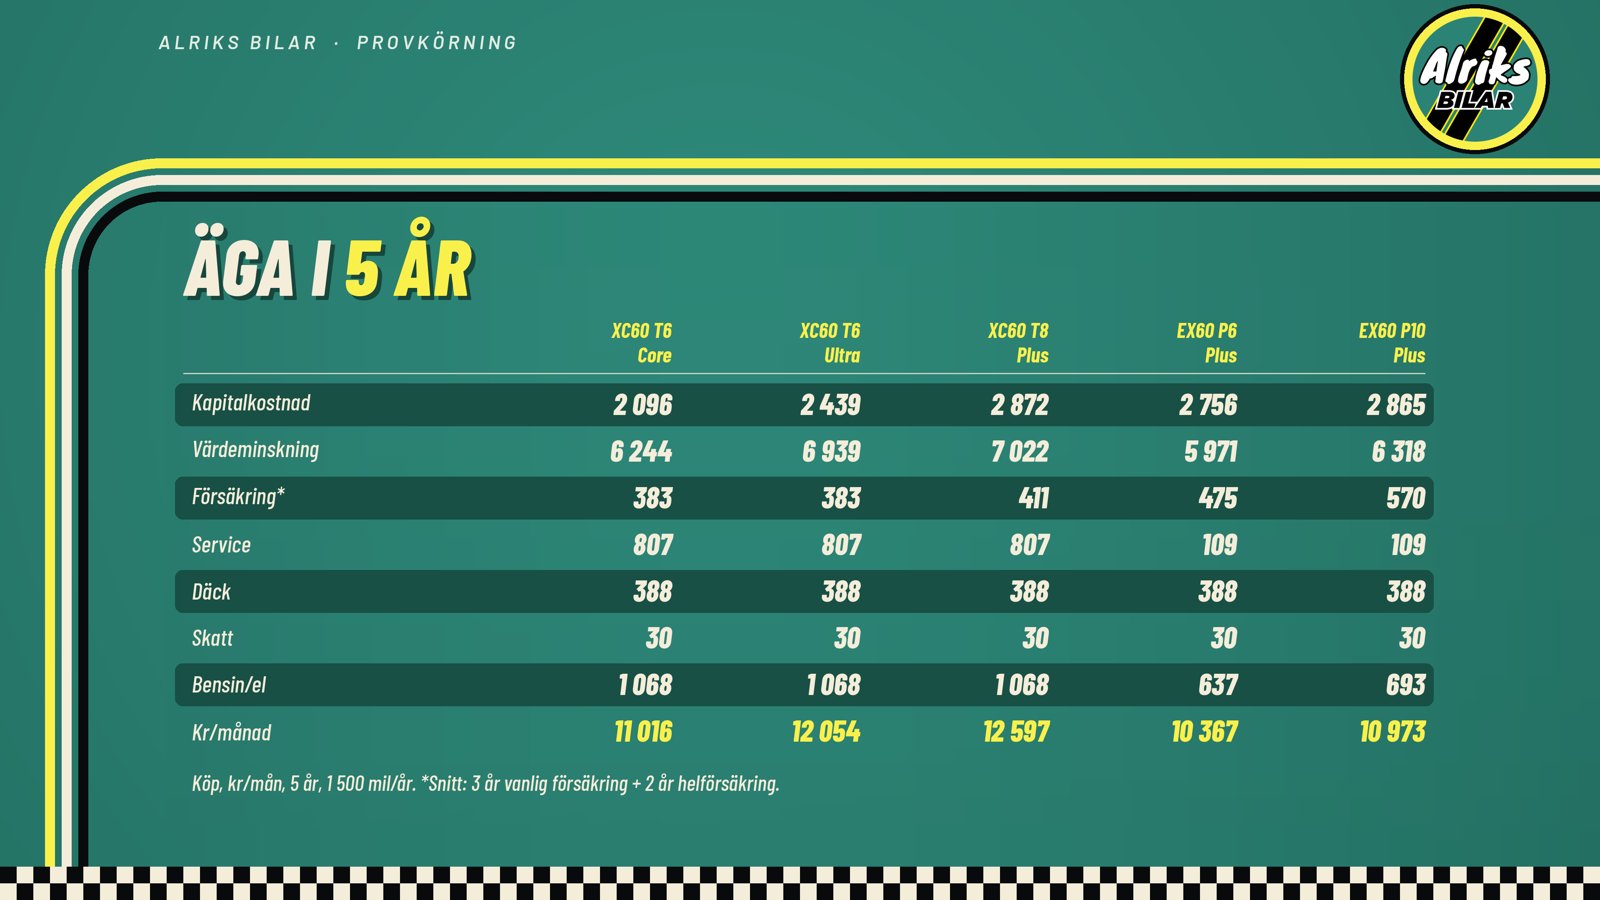 ALRIKS BILAR · PROVKÖRNING
Alriks
BILAR
ÄGA I 5 ÅR
XC60 T6 XC60 T6 XC60 T8 EX60 P6 EX60 P10
Core Ultra Plus Plus Plus
Kapitalkostnad 2 096 2 439 2 872 2 756 2 865
Värdeminskning 6 244 6 939 7 022 5 971 6 318
Försäkring* 383 383 411 475 570
Service 807 807 807 109 109
Däck 388 388 388 388 388
Skatt 30 30 30 30 30
Bensin/el 1 068 1 068 1 068 637 693
Kr/månad 11 016 12 054 12 597 10 367 10 973
Köp, kr/mån, 5 år, 1 500 mil/år. *Snitt: 3 år vanlig försäkring + 2 år helförsäkring.